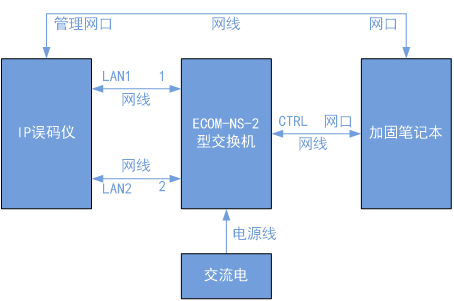 管理网口 网线 网口
LAN1 1
网线
IP误码仪
ECOM-NS-2
型交换机
CTRL 网口
网线
加固笔记本
网线
LAN2 2
电源线
交流电